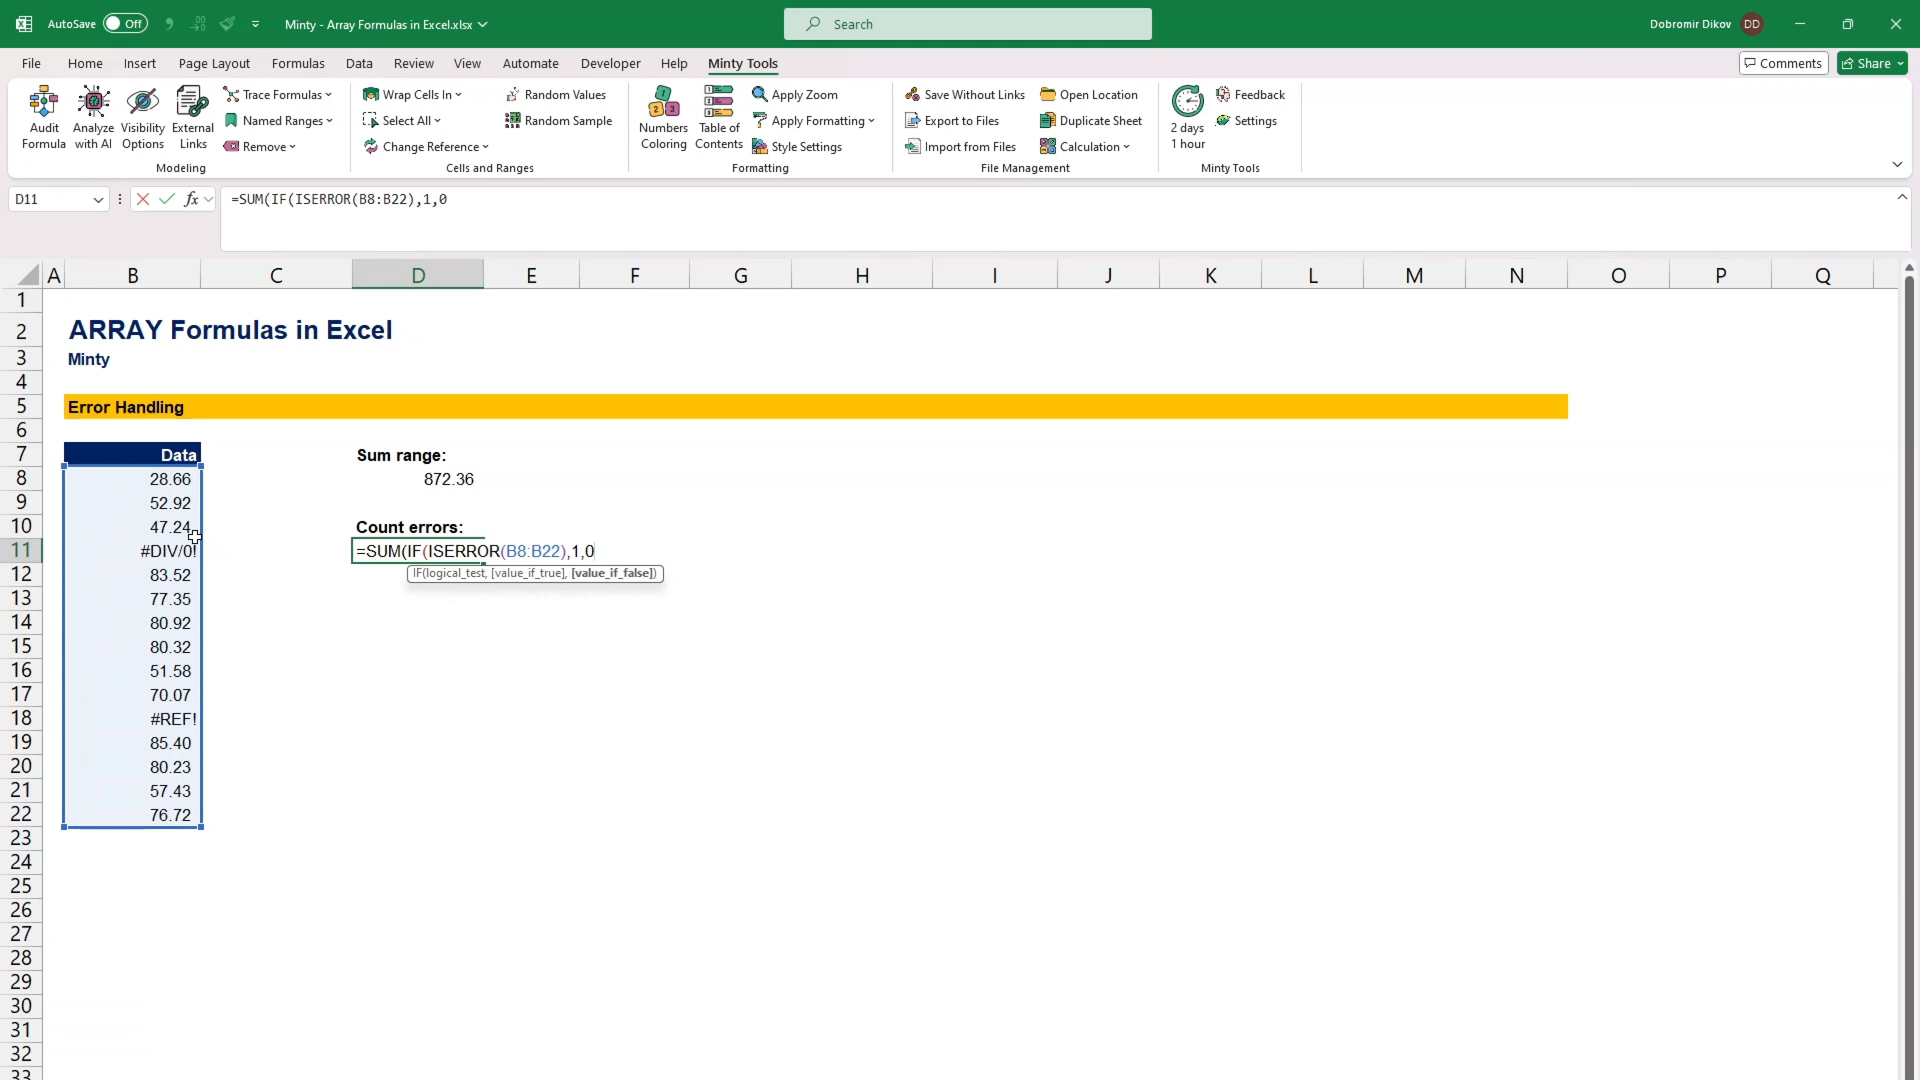 AutoSave Off Minty - Array Formulas in Excel.xlsx Search Dobromir Dikov DD
File Home Insert Page Layout Formulas Data Review View Automate Developer Help Minty Tools Comments Share
Audit Formula
Analyze with AI
Visibility Options
External Links
Trace Formulas
Named Ranges
Remove
Modeling
Wrap Cells In
Select All
Change Reference
Random Values
Random Sample
Cells and Ranges
Numbers Coloring
Table of Contents
Apply Zoom
Apply Formatting
Style Settings
Formatting
Save Without Links
Export to Files
Import from Files
Open Location
Duplicate Sheet
Calculation
File Management
2 days 1 hour
Feedback
Settings
Minty Tools
D11 fx =SUM(IF(ISERROR(B8:B22),1,0
A B C D E F G H I J K L M N O P Q
1
2 ARRAY Formulas in Excel
3 Minty
4
5 Error Handling
6
7 Data Sum range:
8 28.66 872.36
9 52.92
10 47.24 Count errors:
11 #DIV/0! =SUM(IF(ISERROR(B8:B22),1,0
12 83.52 IF(logical_test, [value_if_true], [value_if_false])
13 77.35
14 80.92
15 80.32
16 51.58
17 70.07
18 #REF!
19 85.40
20 80.23
21 57.43
22 76.72
23
24
25
26
27
28
29
30
31
32
33